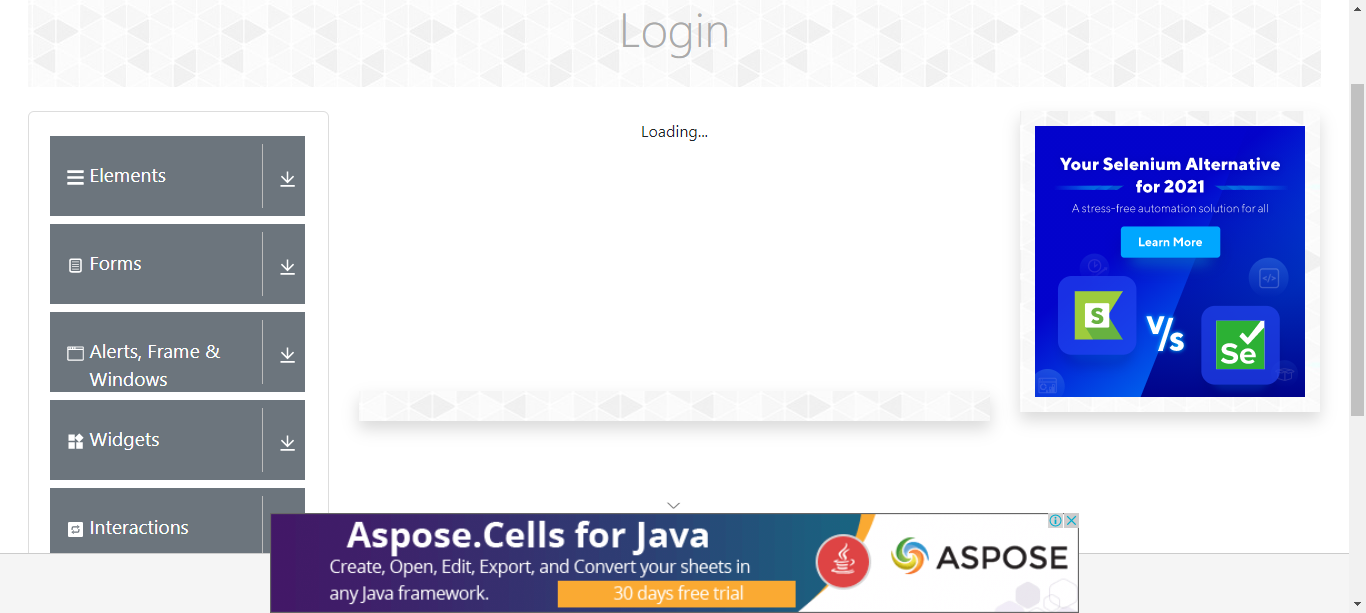 Login
Elements
Forms
Alerts, Frame &
Windows
Widgets
Interactions
Loading...
Your Selenium Alternative
for 2021
A stress-free automation solution for all
Learn More
S
V/s
Se
Aspose.Cells for Java
Create, Open, Edit, Export, and Convert your sheets in
any Java framework.
30 days free trial
ASPOSE